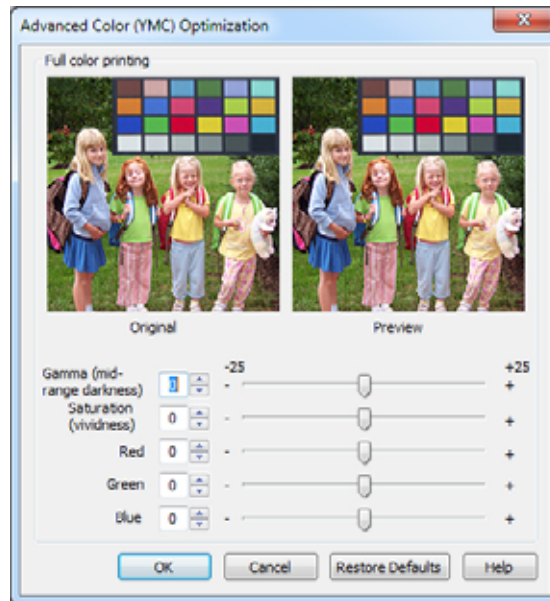 Advanced Color (YMC) Optimization
Full color printing
Original
Preview
-25
+25
Gamma (mid-
range darkness)
0
-
+
Saturation
(vividness)
0
-
+
Red
0
-
+
Green
0
-
+
Blue
0
-
+
OK
Cancel
Restore Defaults
Help